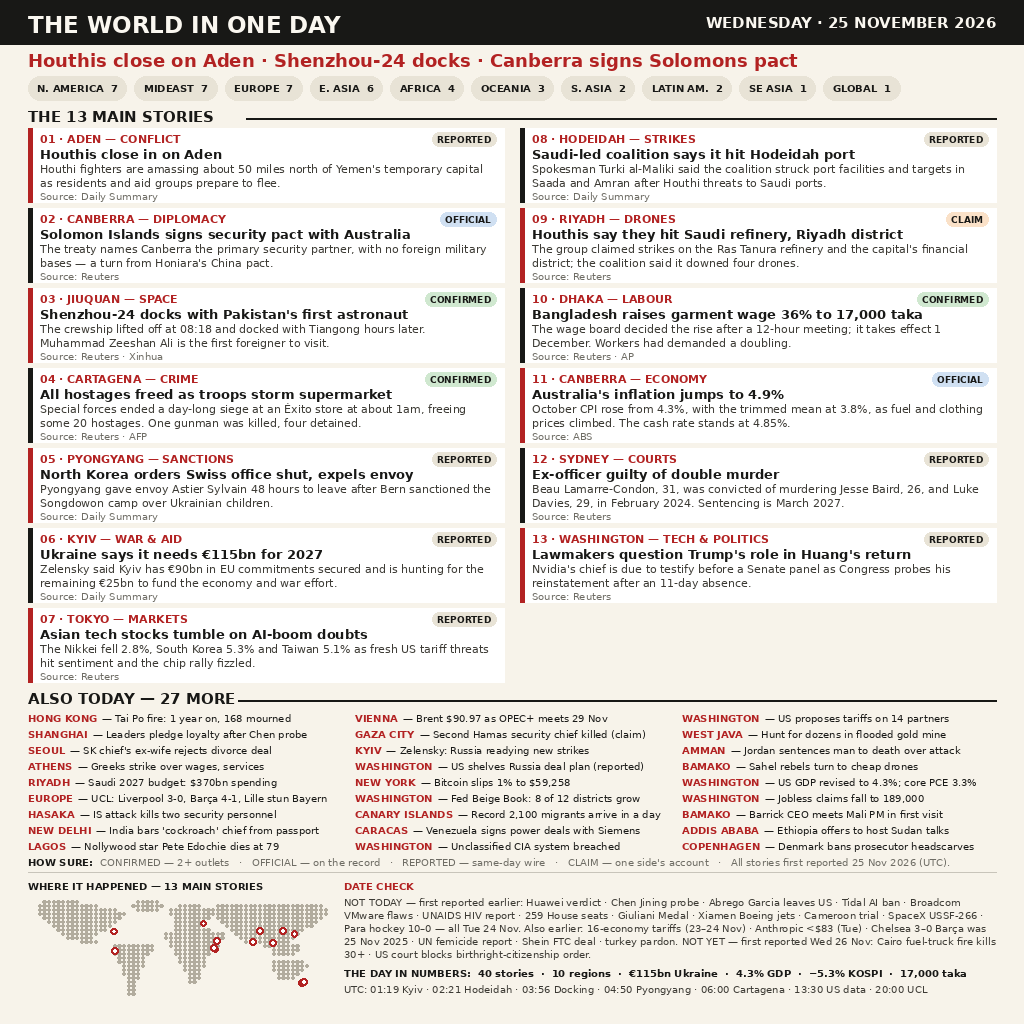 THE WORLD IN ONE DAY
WEDNESDAY · 25 NOVEMBER 2026
Houthis close on Aden · Shenzhou-24 docks · Canberra signs Solomons pact
N. AMERICA 7
MIDEAST 7
EUROPE 7
E. ASIA 6
AFRICA 4
OCEANIA 3
S. ASIA 2
LATIN AM. 2
SE ASIA 1
GLOBAL 1
THE 13 MAIN STORIES
01 · ADEN — CONFLICT
REPORTED
Houthis close in on Aden
Houthi fighters are amassing about 50 miles north of Yemen's temporary capital
as residents and aid groups prepare to flee.
Source: Daily Summary
02 · CANBERRA — DIPLOMACY
OFFICIAL
Solomon Islands signs security pact with Australia
The treaty names Canberra the primary security partner, with no foreign military
bases — a turn from Honiara's China pact.
Source: Reuters
03 · JIUQUAN — SPACE
CONFIRMED
Shenzhou-24 docks with Pakistan's first astronaut
The crewship lifted off at 08:18 and docked with Tiangong hours later.
Muhammad Zeeshan Ali is the first foreigner to visit.
Source: Reuters · Xinhua
04 · CARTAGENA — CRIME
CONFIRMED
All hostages freed as troops storm supermarket
Special forces ended a day-long siege at an Éxito store at about 1am, freeing
some 20 hostages. One gunman was killed, four detained.
Source: Reuters · AFP
05 · PYONGYANG — SANCTIONS
REPORTED
North Korea orders Swiss office shut, expels envoy
Pyongyang gave envoy Astier Sylvain 48 hours to leave after Bern sanctioned the
Songdowon camp over Ukrainian children.
Source: Daily Summary
06 · KYIV — WAR & AID
REPORTED
Ukraine says it needs €115bn for 2027
Zelensky said Kyiv has €90bn in EU commitments secured and is hunting for the
remaining €25bn to fund the economy and war effort.
Source: Daily Summary
07 · TOKYO — MARKETS
REPORTED
Asian tech stocks tumble on AI-boom doubts
The Nikkei fell 2.8%, South Korea 5.3% and Taiwan 5.1% as fresh US tariff threats
hit sentiment and the chip rally fizzled.
Source: Reuters
08 · HODEIDAH — STRIKES
REPORTED
Saudi-led coalition says it hit Hodeidah port
Spokesman Turki al-Maliki said the coalition struck port facilities and targets in
Saada and Amran after Houthi threats to Saudi ports.
Source: Daily Summary
09 · RIYADH — DRONES
CLAIM
Houthis say they hit Saudi refinery, Riyadh district
The group claimed strikes on the Ras Tanura refinery and the capital's financial
district; the coalition said it downed four drones.
Source: Reuters
10 · DHAKA — LABOUR
CONFIRMED
Bangladesh raises garment wage 36% to 17,000 taka
The wage board decided the rise after a 12-hour meeting; it takes effect 1
December. Workers had demanded a doubling.
Source: Reuters · AP
11 · CANBERRA — ECONOMY
OFFICIAL
Australia's inflation jumps to 4.9%
October CPI rose from 4.3%, with the trimmed mean at 3.8%, as fuel and clothing
prices climbed. The cash rate stands at 4.85%.
Source: ABS
12 · SYDNEY — COURTS
REPORTED
Ex-officer guilty of double murder
Beau Lamarre-Condon, 31, was convicted of murdering Jesse Baird, 26, and Luke
Davies, 29, in February 2024. Sentencing is March 2027.
Source: Reuters
13 · WASHINGTON — TECH & POLITICS
REPORTED
Lawmakers question Trump's role in Huang's return
Nvidia's chief is due to testify before a Senate panel as Congress probes his
reinstatement after an 11-day absence.
Source: Reuters
ALSO TODAY — 27 MORE
HONG KONG — Tai Po fire: 1 year on, 168 mourned
SHANGHAI — Leaders pledge loyalty after Chen probe
SEOUL — SK chief's ex-wife rejects divorce deal
ATHENS — Greeks strike over wages, services
RIYADH — Saudi 2027 budget: $370bn spending
EUROPE — UCL: Liverpool 3-0, Barça 4-1, Lille stun Bayern
HASAKA — IS attack kills two security personnel
NEW DELHI — India bars 'cockroach' chief from passport
LAGOS — Nollywood star Pete Edochie dies at 79
VIENNA — Brent $90.97 as OPEC+ meets 29 Nov
GAZA CITY — Second Hamas security chief killed (claim)
KYIV — Zelensky: Russia readying new strikes
WASHINGTON — US shelves Russia deal plan (reported)
NEW YORK — Bitcoin slips 1% to $59,258
WASHINGTON — Fed Beige Book: 8 of 12 districts grow
CANARY ISLANDS — Record 2,100 migrants arrive in a day
CARACAS — Venezuela signs power deals with Siemens
WASHINGTON — Unclassified CIA system breached
WASHINGTON — US proposes tariffs on 14 partners
WEST JAVA — Hunt for dozens in flooded gold mine
AMMAN — Jordan sentences man to death over attack
BAMAKO — Sahel rebels turn to cheap drones
WASHINGTON — US GDP revised to 4.3%; core PCE 3.3%
WASHINGTON — Jobless claims fall to 189,000
BAMAKO — Barrick CEO meets Mali PM in first visit
ADDIS ABABA — Ethiopia offers to host Sudan talks
COPENHAGEN — Denmark bans prosecutor headscarves
HOW SURE: CONFIRMED — 2+ outlets · OFFICIAL — on the record · REPORTED — same-day wire · CLAIM — one side's account · All stories first reported 25 Nov 2026 (UTC).
WHERE IT HAPPENED — 13 MAIN STORIES
DATE CHECK
NOT TODAY — first reported earlier: Huawei verdict · Chen Jining probe · Abrego Garcia leaves US · Tidal AI ban · Broadcom
VMware flaws · UNAIDS HIV report · 259 House seats · Giuliani Medal · Xiamen Boeing jets · Cameroon trial · SpaceX USSF-266 ·
Para hockey 10–0 — all Tue 24 Nov. Also earlier: 16-economy tariffs (23–24 Nov) · Anthropic <$83 (Tue) · Chelsea 3–0 Barça was
25 Nov 2025 · UN femicide report · Shein FTC deal · turkey pardon. NOT YET — first reported Wed 26 Nov: Cairo fuel-truck fire kills
30+ · US court blocks birthright-citizenship order.
THE DAY IN NUMBERS: 40 stories · 10 regions · €115bn Ukraine · 4.3% GDP · −5.3% KOSPI · 17,000 taka
UTC: 01:19 Kyiv · 02:21 Hodeidah · 03:56 Docking · 04:50 Pyongyang · 06:00 Cartagena · 13:30 US data · 20:00 UCL